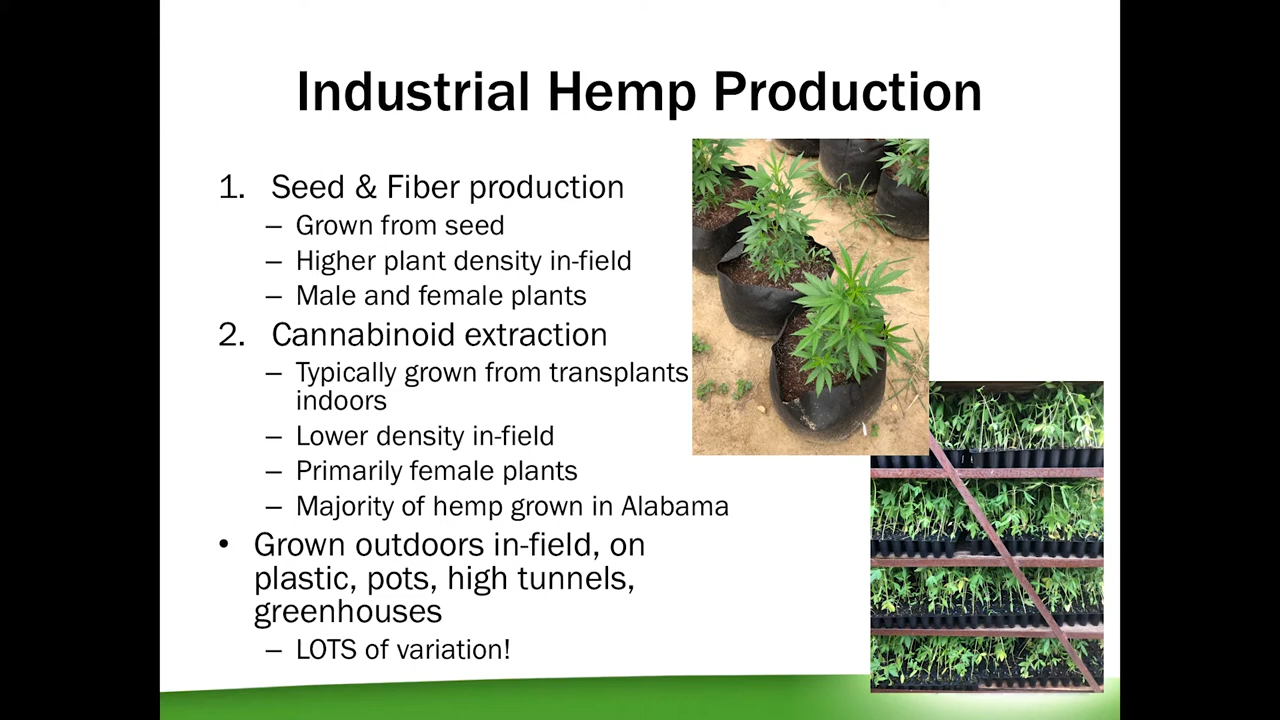 Industrial Hemp Production
1. Seed & Fiber production
– Grown from seed
– Higher plant density in-field
– Male and female plants
2. Cannabinoid extraction
– Typically grown from transplants
indoors
– Lower density in-field
– Primarily female plants
– Majority of hemp grown in Alabama
• Grown outdoors in-field, on
plastic, pots, high tunnels,
greenhouses
– LOTS of variation!